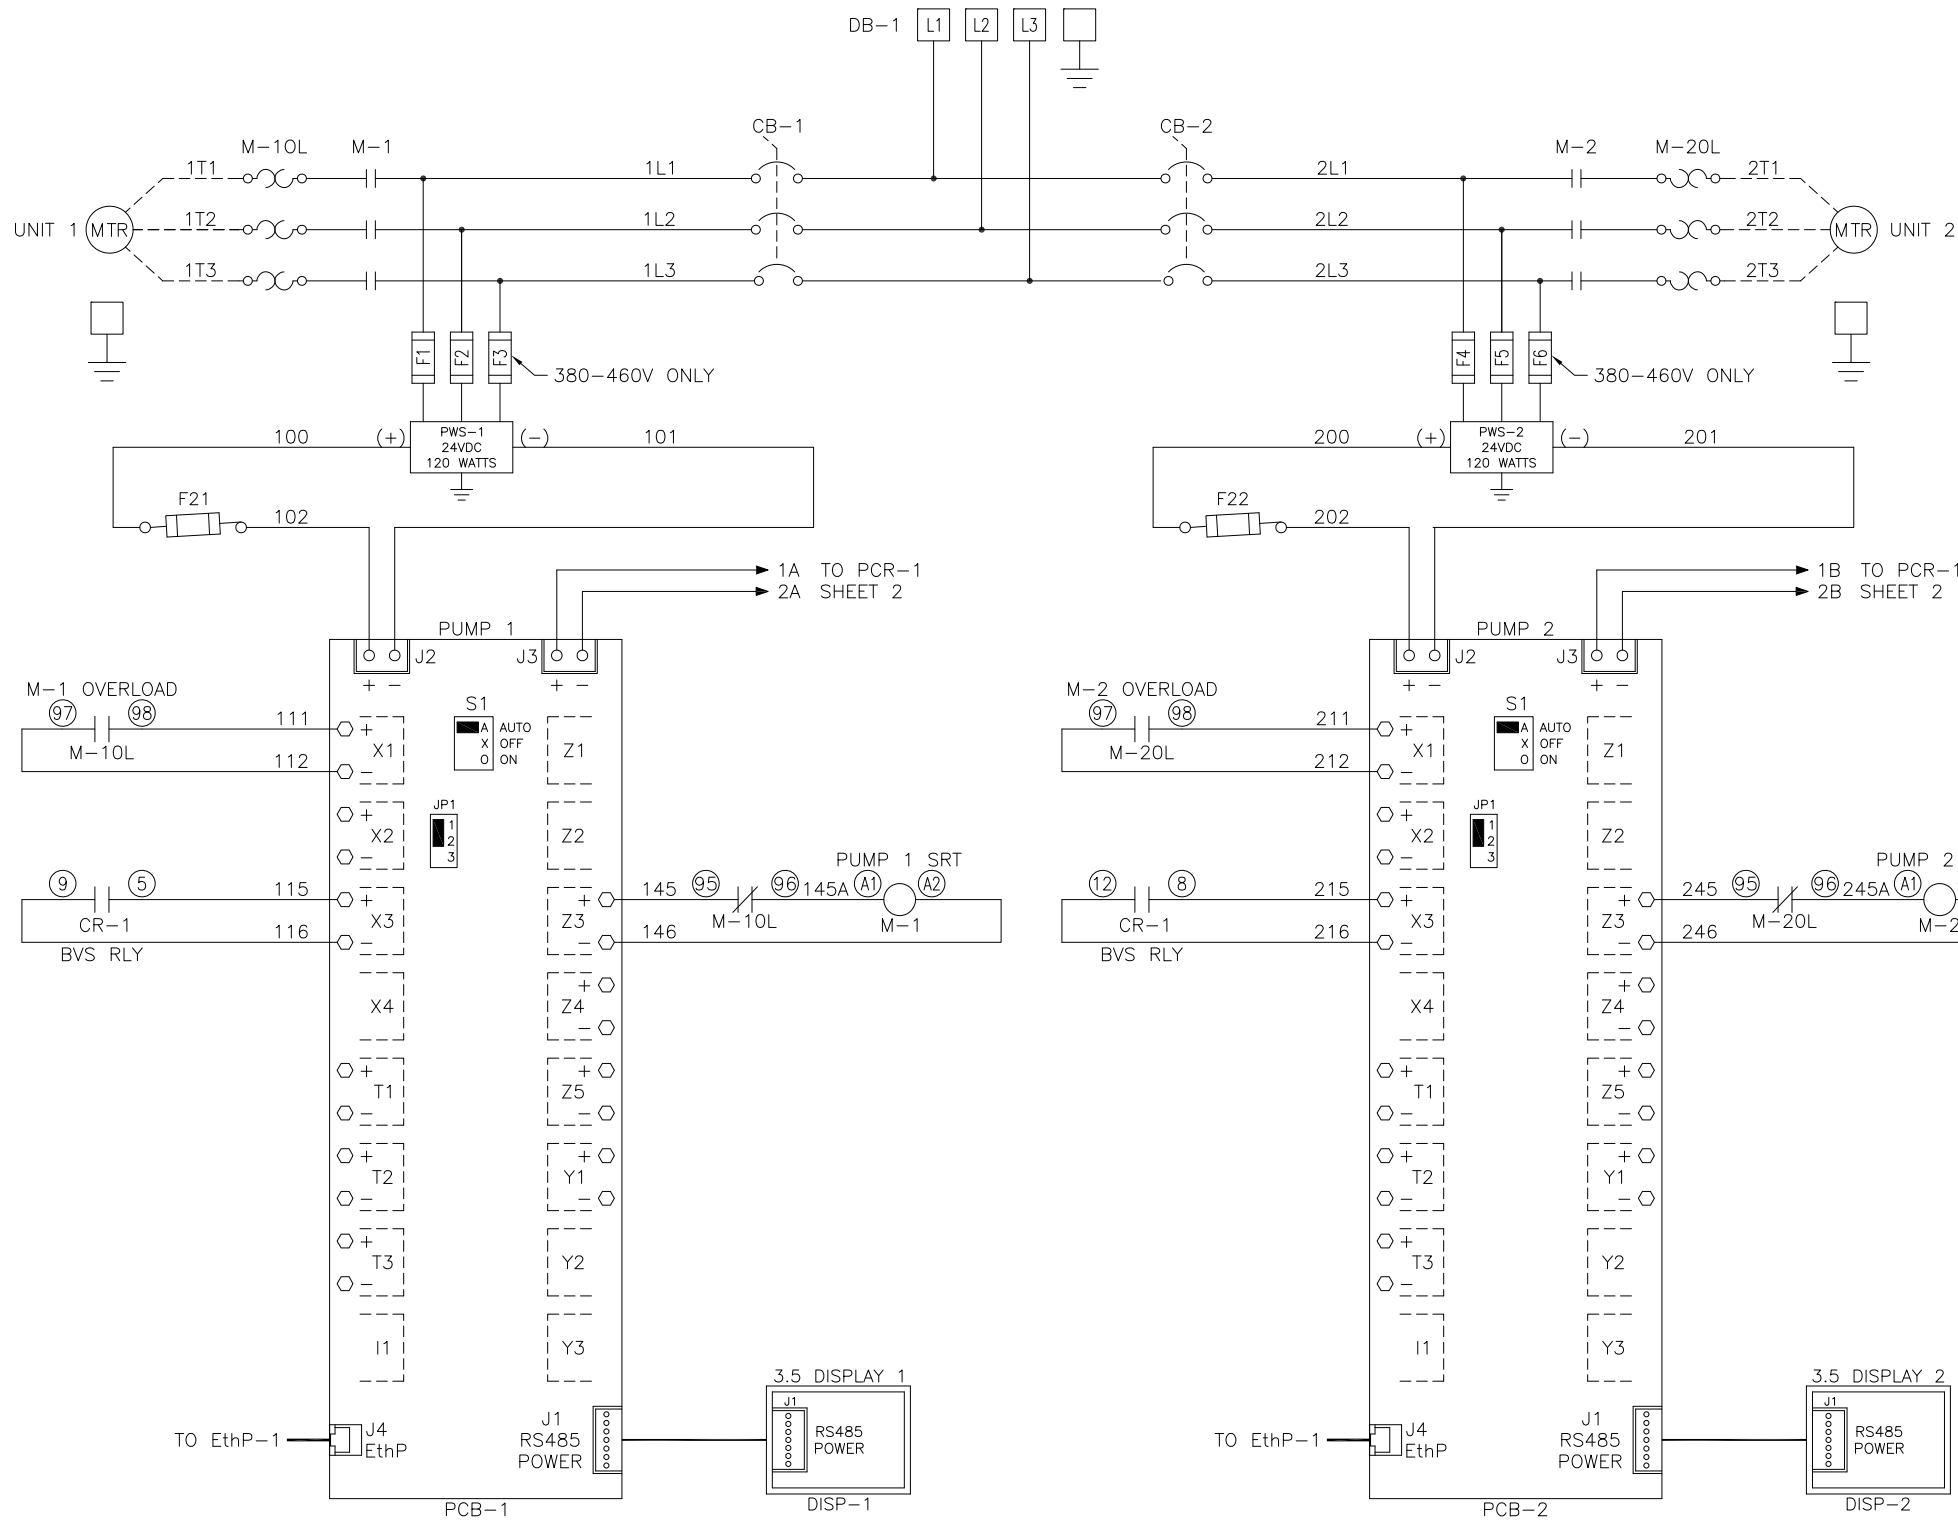 DB-1 L1 L2 L3
CB-1 CB-2
M-1OL M-1 M-2 M-2OL
1T1 1L1 2L1 2T1
1T2 1L2 2L2 2T2
UNIT 1 MTR MTR UNIT 2
1T3 1L3 2L3 2T3
F1 F2 F3 F4 F5 F6
380-460V ONLY 380-460V ONLY
100 (+) PWS-1 (-) 101 200 (+) PWS-2 (-) 201
24VDC 24VDC
120 WATTS 120 WATTS
F21 F22
102 202
1A TO PCR-1 1B TO PCR-1
2A SHEET 2 2B SHEET 2
PUMP 1 PUMP 2
J2 J3 J2 J3
+ - + - + - + -
M-1 OVERLOAD M-2 OVERLOAD
97 98 111 + S1 97 98 211 + S1
A AUTO A AUTO
X OFF X OFF
O ON O ON
M-1OL X1 Z1 M-2OL X1 Z1
112 - 212 -
JP1 JP1
+ 1 + 1
X2 2 Z2 X2 2 Z2
- 3 - 3
PUMP 1 SRT PUMP 2
9 5 115 + + 145 95 96 145A A1 A2 12 8 215 + + 245 95 96 245A A1
CR-1 X3 Z3 M-1OL M-1 CR-1 X3 Z3 M-2OL M-2
116 - - 146 216 - - 246
BVS RLY BVS RLY
+ +
X4 Z4 X4 Z4
- -
+ + + +
T1 Z5 T1 Z5
- - - -
+ + + +
T2 Y1 T2 Y1
- - - -
+ +
T3 Y2 T3 Y2
- -
I1 Y3 I1 Y3
3.5 DISPLAY 1 3.5 DISPLAY 2
J1 J1
TO EthP-1 J4 J1 RS485 TO EthP-1 J4 J1 RS485
EthP RS485 POWER EthP RS485 POWER
POWER POWER
PCB-1 DISP-1 PCB-2 DISP-2